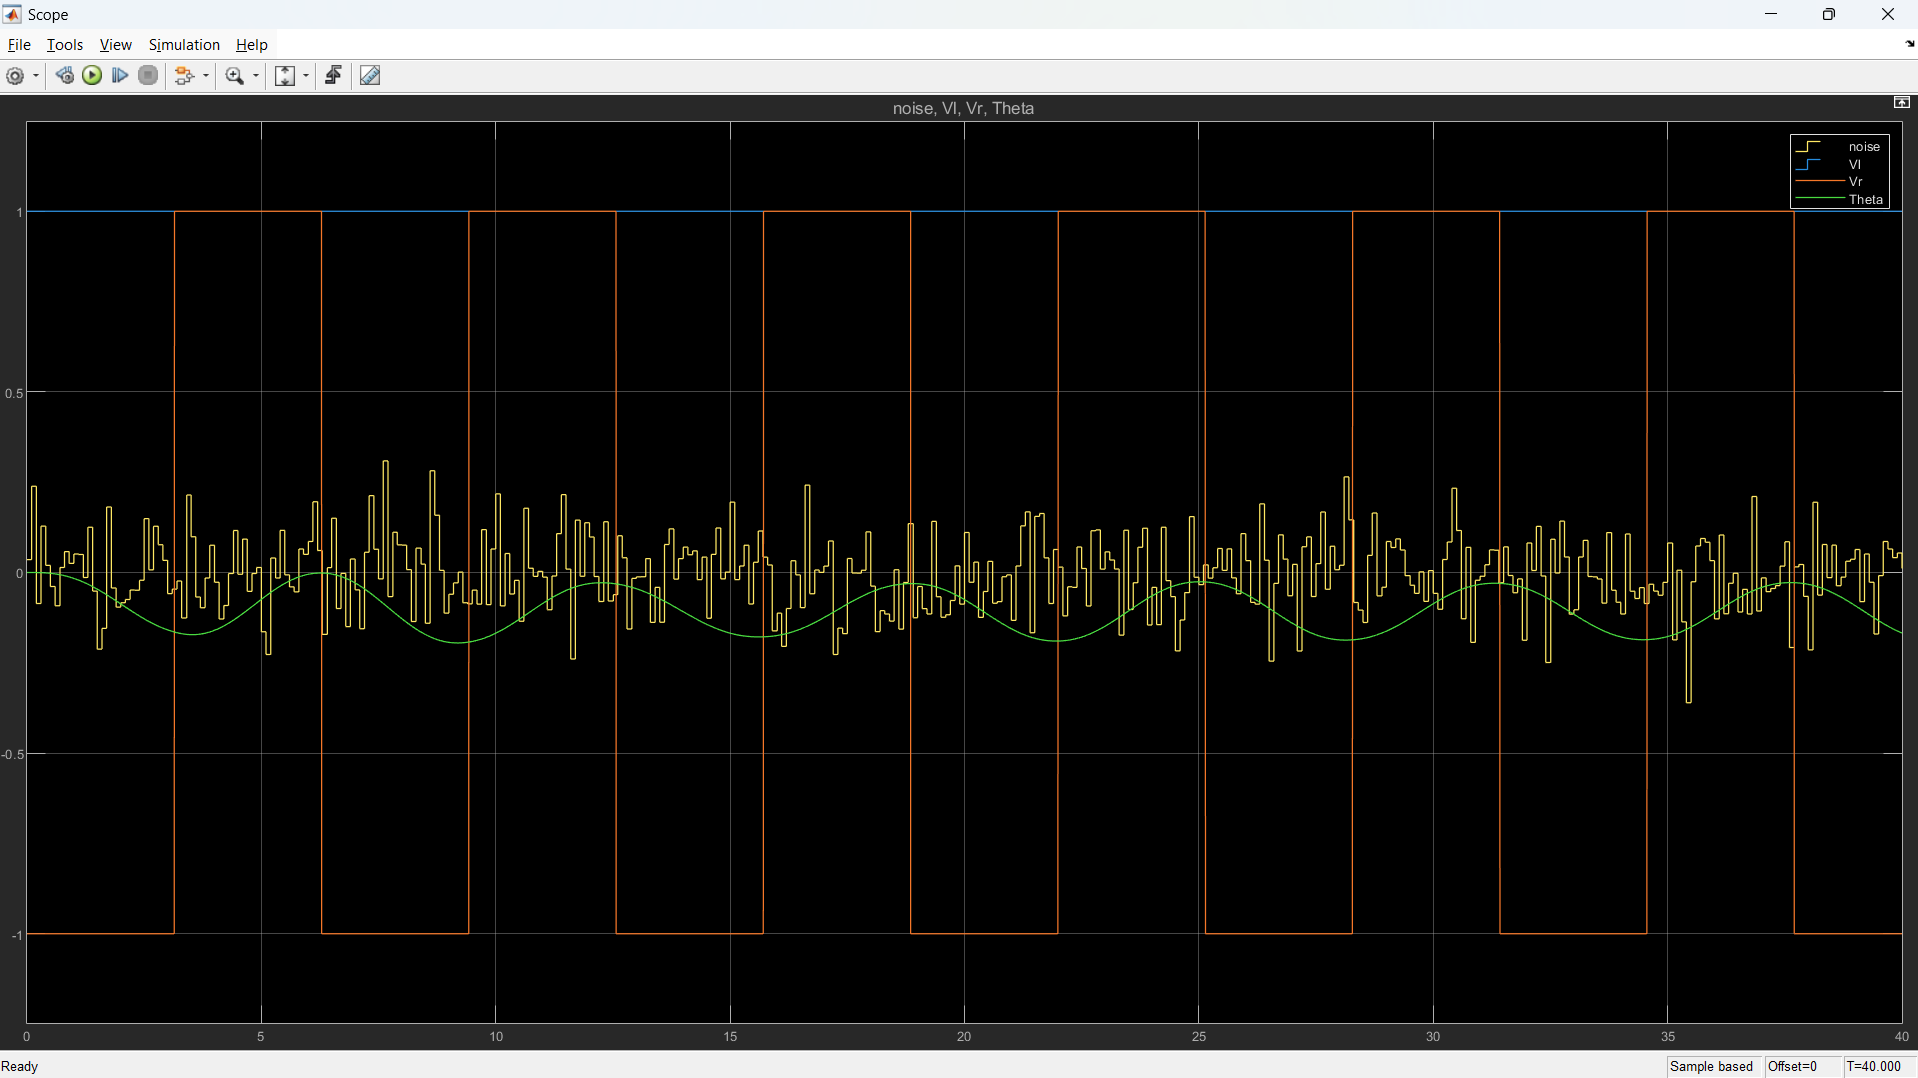 Scope
File Tools View Simulation Help
noise, Vl, Vr, Theta
noise
Vl
Vr
Theta
1
0.5
0
-0.5
-1
0 5 10 15 20 25 30 35 40
Ready Sample based Offset=0 T=40.000